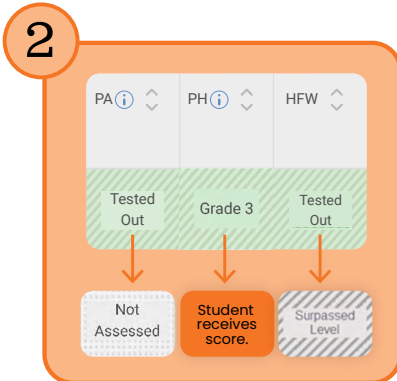 2
PA i PH i HFW
Tested Out Grade 3 Tested Out
Not Assessed Student receives score. Surpassed Level